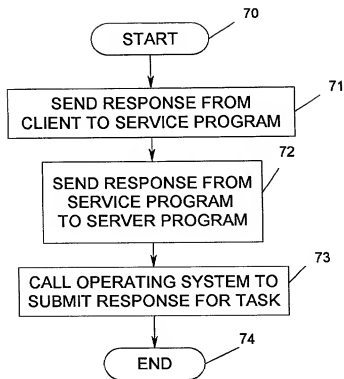 70
START
71
SEND RESPONSE FROM
CLIENT TO SERVICE PROGRAM
72
SEND RESPONSE FROM
SERVICE PROGRAM
TO SERVER PROGRAM
73
CALL OPERATING SYSTEM TO
SUBMIT RESPONSE FOR TASK
74
END